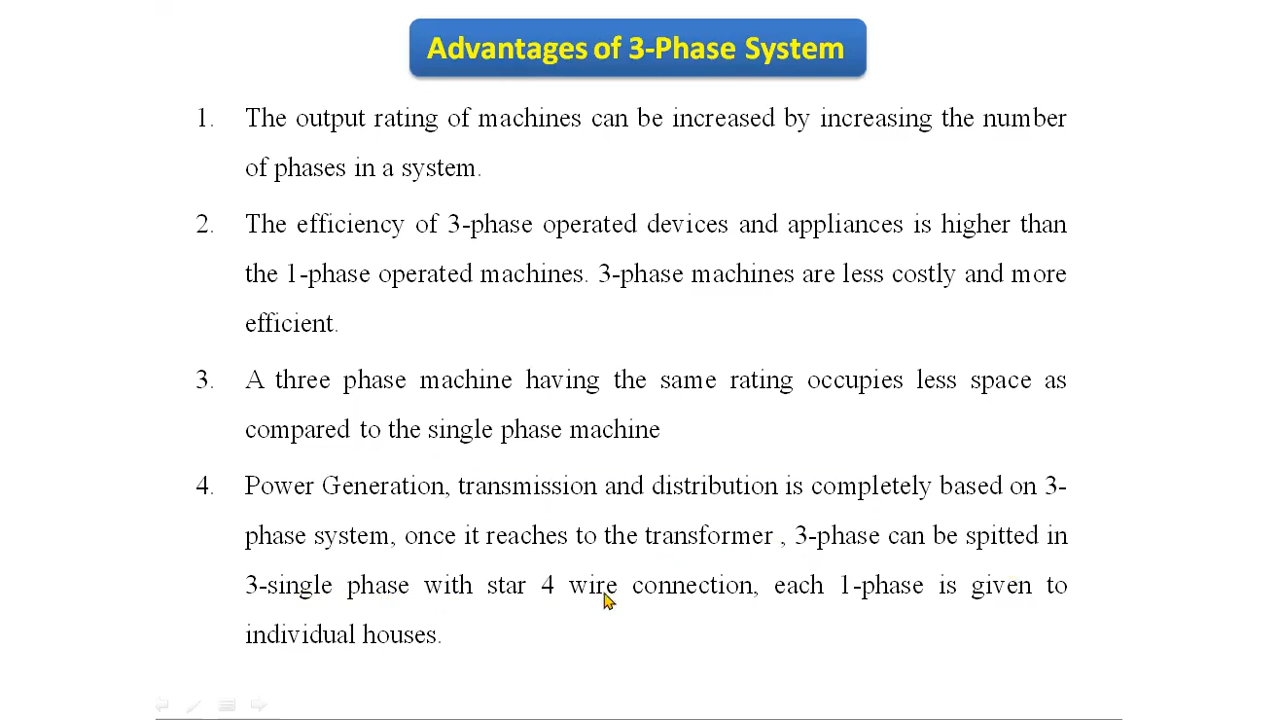 Advantages of 3-Phase System
1. The output rating of machines can be increased by increasing the number
of phases in a system.
2. The efficiency of 3-phase operated devices and appliances is higher than
the 1-phase operated machines. 3-phase machines are less costly and more
efficient.
3. A three phase machine having the same rating occupies less space as
compared to the single phase machine
4. Power Generation, transmission and distribution is completely based on 3-
phase system, once it reaches to the transformer , 3-phase can be spitted in
3-single phase with star 4 wire connection, each 1-phase is given to
individual houses.